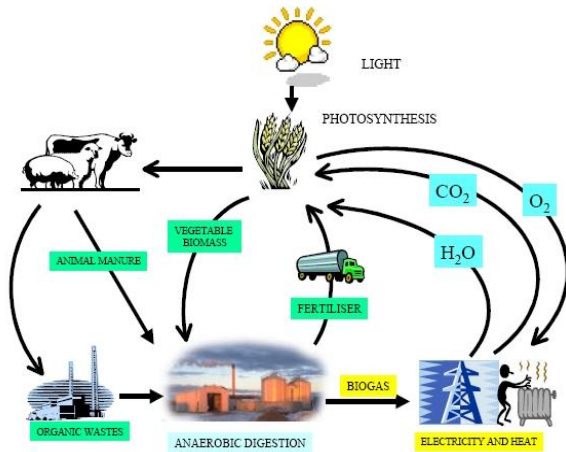 LIGHT
PHOTOSYNTHESIS
CO2
O2
VEGETABLE
BIOMASS
H2O
ANIMAL MANURE
FERTILISER
BIOGAS
ORGANIC WASTES
ANAEROBIC DIGESTION
ELECTRICITY AND HEAT